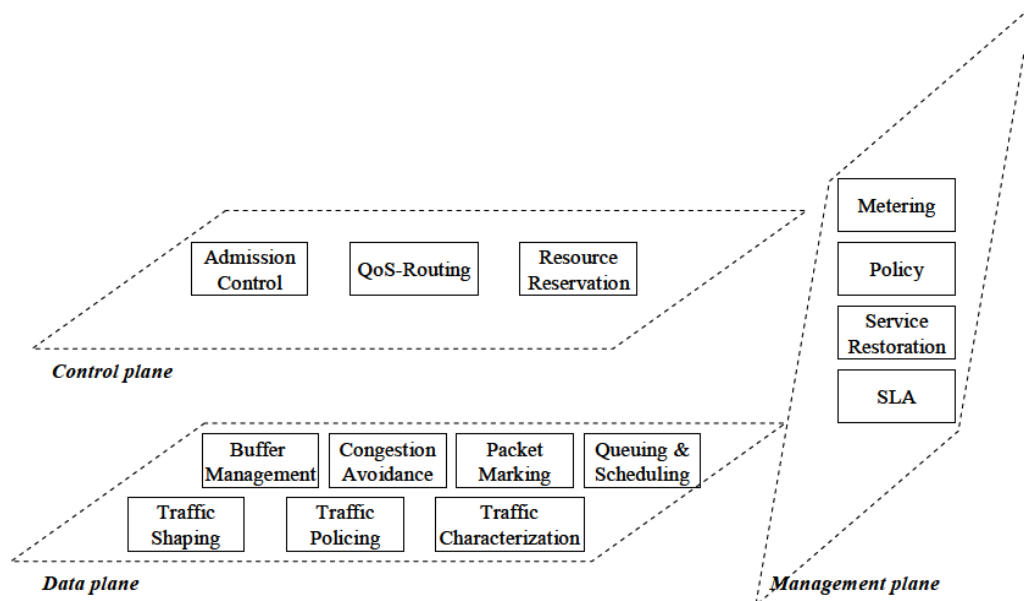 Metering
Policy
Service
Restoration
SLA
Admission
Control
QoS-Routing
Resource
Reservation
Control plane
Buffer
Management
Congestion
Avoidance
Packet
Marking
Queuing &
Scheduling
Traffic
Shaping
Traffic
Policing
Traffic
Characterization
Data plane
Management plane